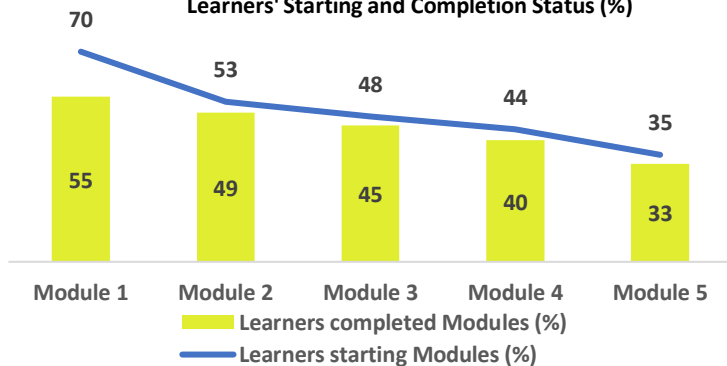 Learners' Starting and Completion Status (%)
70
53
48
44
35
55
49
45
40
33
Module 1 Module 2 Module 3 Module 4 Module 5
Learners completed Modules (%)
Learners starting Modules (%)